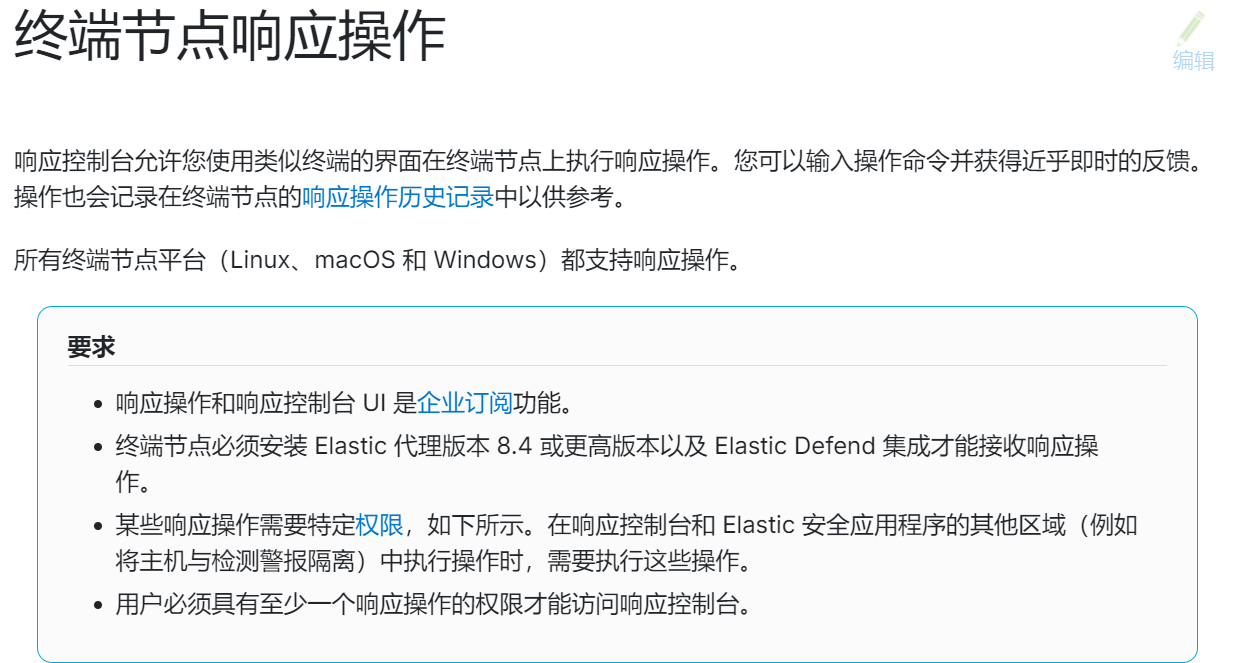 终端节点响应操作
编辑
响应控制台允许您使用类似终端的界面在终端节点上执行响应操作。您可以输入操作命令并获得近乎即时的反馈。
操作也会记录在终端节点的响应操作历史记录中以供参考。
所有终端节点平台（Linux、macOS 和 Windows）都支持响应操作。
要求
• 响应操作和响应控制台 UI 是企业订阅功能。
• 终端节点必须安装 Elastic 代理版本 8.4 或更高版本以及 Elastic Defend 集成才能接收响应操
作。
• 某些响应操作需要特定权限，如下所示。在响应控制台和 Elastic 安全应用程序的其他区域（例如
将主机与检测警报隔离）中执行操作时，需要执行这些操作。
• 用户必须具有至少一个响应操作的权限才能访问响应控制台。